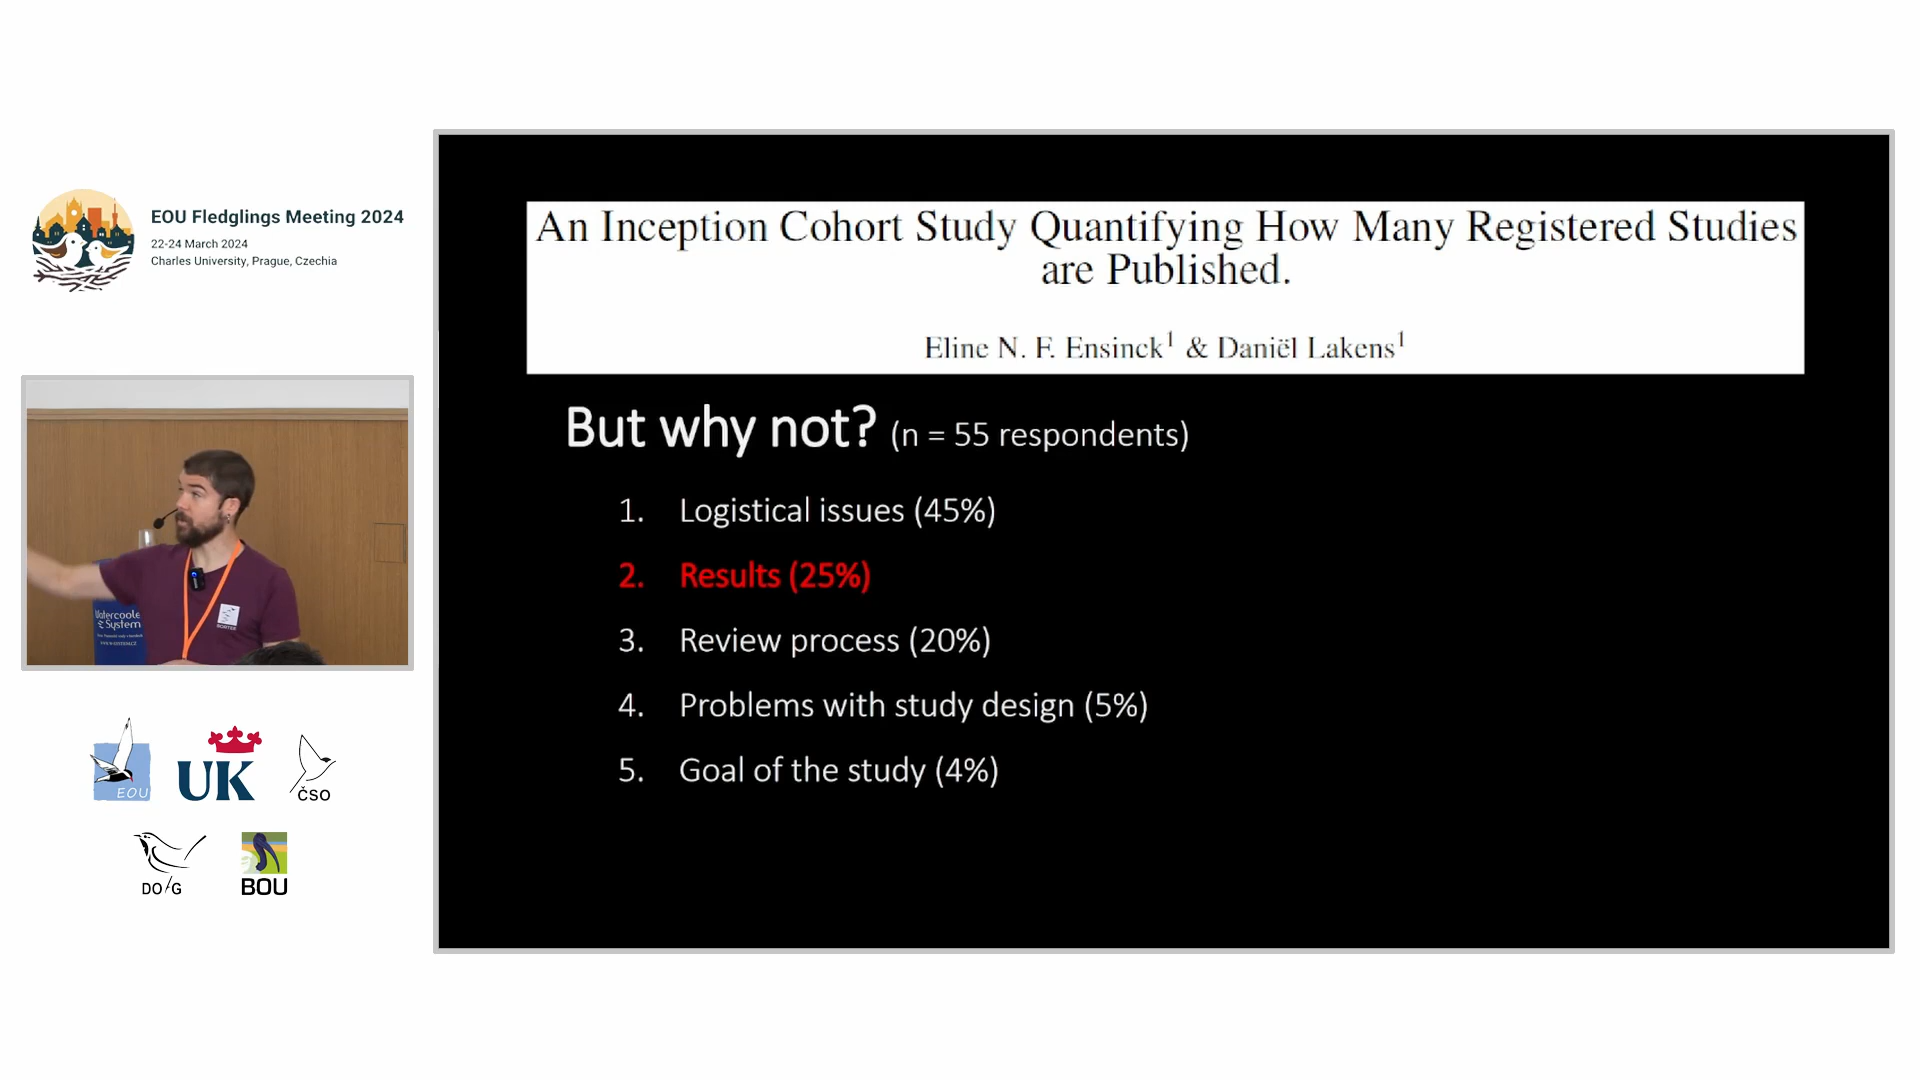 EOU Fledglings Meeting 2024
22-24 March 2024
Charles University, Prague, Czechia
An Inception Cohort Study Quantifying How Many Registered Studies
are Published.
Eline N. F. Ensinck¹ & Daniël Lakens¹
But why not? (n = 55 respondents)
1. Logistical issues (45%)
2. Results (25%)
3. Review process (20%)
4. Problems with study design (5%)
5. Goal of the study (4%)
Watercooler
System
EOU
UK
ČSO
DO/G
BOU